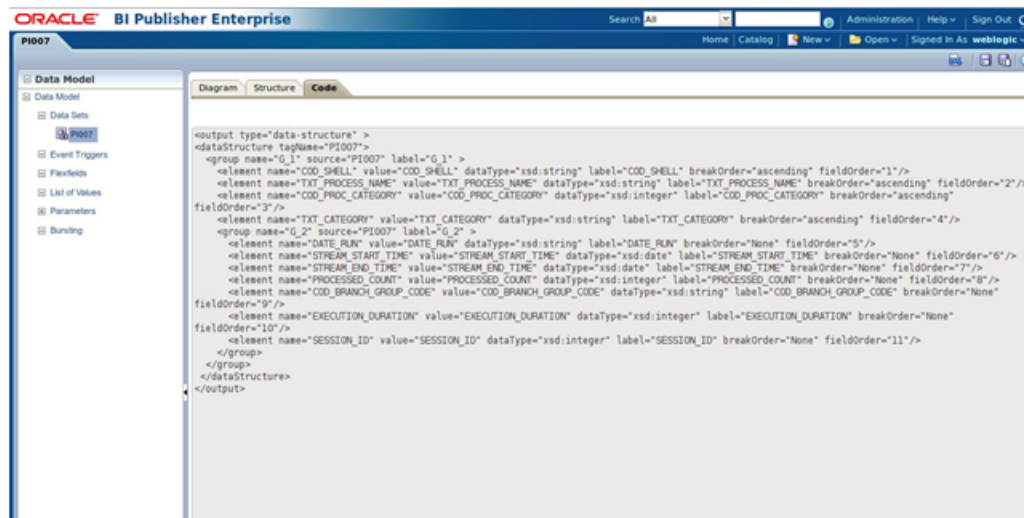 ORACLE BI Publisher Enterprise
Search All
Administration Help Sign Out
PI007
Home Catalog New Open Signed In As weblogic
Data Model
Data Model
Data Sets
PI007
Event Triggers
Flexfields
List of Values
Parameters
Bursting
Diagram Structure Code
<output type="data-structure" >
<dataStructure tagName="PI007">
<group name="G_1" source="PI007" label="G_1" >
<element name="COD_SHELL" value="COD_SHELL" dataType="xsd:string" label="COD_SHELL" breakOrder="ascending" fieldOrder="1"/>
<element name="TXT_PROCESS_NAME" value="TXT_PROCESS_NAME" dataType="xsd:string" label="TXT_PROCESS_NAME" breakOrder="ascending" fieldOrder="2"/>
<element name="COD_PROC_CATEGORY" value="COD_PROC_CATEGORY" dataType="xsd:integer" label="COD_PROC_CATEGORY" breakOrder="ascending"
fieldOrder="3"/>
<element name="TXT_CATEGORY" value="TXT_CATEGORY" dataType="xsd:string" label="TXT_CATEGORY" breakOrder="ascending" fieldOrder="4"/>
<group name="G_2" source="PI007" label="G_2" >
<element name="DATE_RUN" value="DATE_RUN" dataType="xsd:string" label="DATE_RUN" breakOrder="None" fieldOrder="5"/>
<element name="STREAM_START_TIME" value="STREAM_START_TIME" dataType="xsd:date" label="STREAM_START_TIME" breakOrder="None" fieldOrder="6"/>
<element name="STREAM_END_TIME" value="STREAM_END_TIME" dataType="xsd:date" label="STREAM_END_TIME" breakOrder="None" fieldOrder="7"/>
<element name="PROCESSED_COUNT" value="PROCESSED_COUNT" dataType="xsd:integer" label="PROCESSED_COUNT" breakOrder="None" fieldOrder="8"/>
<element name="COD_BRANCH_GROUP_CODE" value="COD_BRANCH_GROUP_CODE" dataType="xsd:string" label="COD_BRANCH_GROUP_CODE" breakOrder="None"
fieldOrder="9"/>
<element name="EXECUTION_DURATION" value="EXECUTION_DURATION" dataType="xsd:integer" label="EXECUTION_DURATION" breakOrder="None"
fieldOrder="10"/>
<element name="SESSION_ID" value="SESSION_ID" dataType="xsd:integer" label="SESSION_ID" breakOrder="None" fieldOrder="11"/>
</group>
</group>
</dataStructure>
</output>